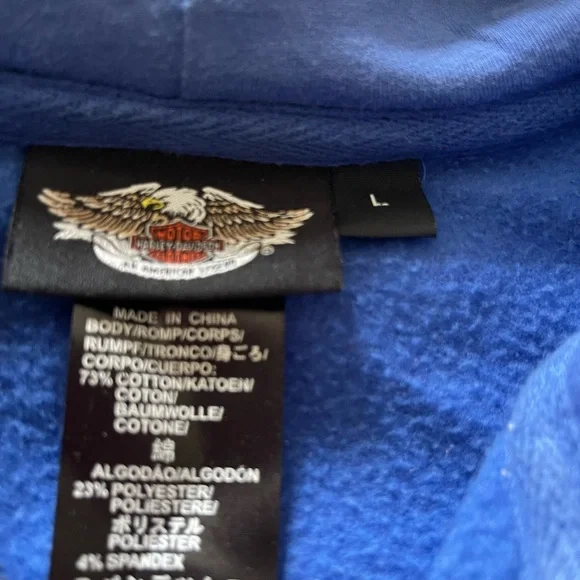 MOTOR
HARLEY-DAVIDSON
AN AMERICAN LEGEND
L
MADE IN CHINA
BODY/ROMP/CORPS/
RUMPF/TRONCO/身ごろ/
CORPO/CUERPO:
73% COTTON/KATOEN/
COTON/
BAUMWOLLE/
COTONE/
綿
ALGODÃO/ALGODÓN
23% POLYESTER/
POLIESTERE/
ポリステル
POLIESTER
4% SPANDEX